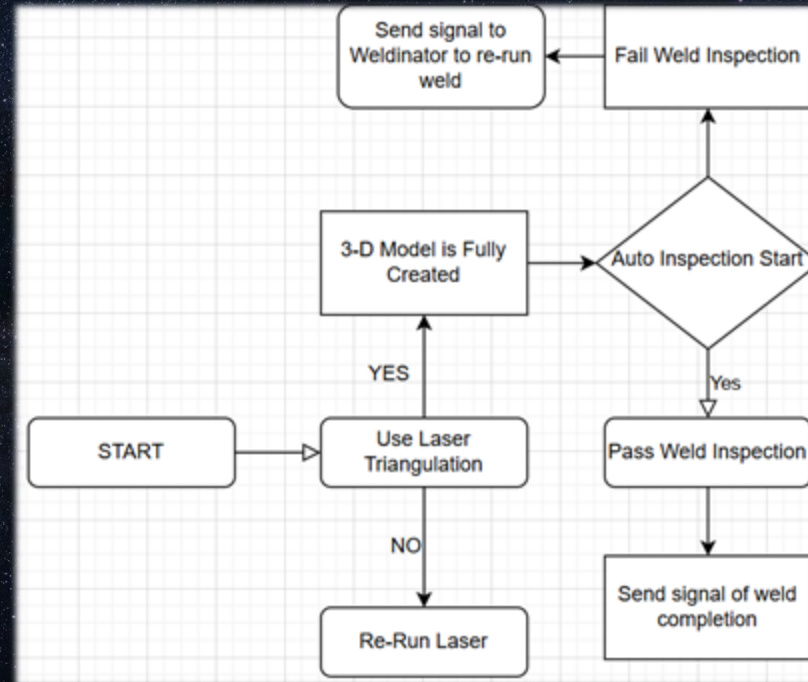 Send signal to
Weldinator to re-run
weld
Fail Weld Inspection
3-D Model is Fully
Created
Auto Inspection Start
YES
Yes
START
Use Laser
Triangulation
Pass Weld Inspection
NO
Send signal of weld
completion
Re-Run Laser